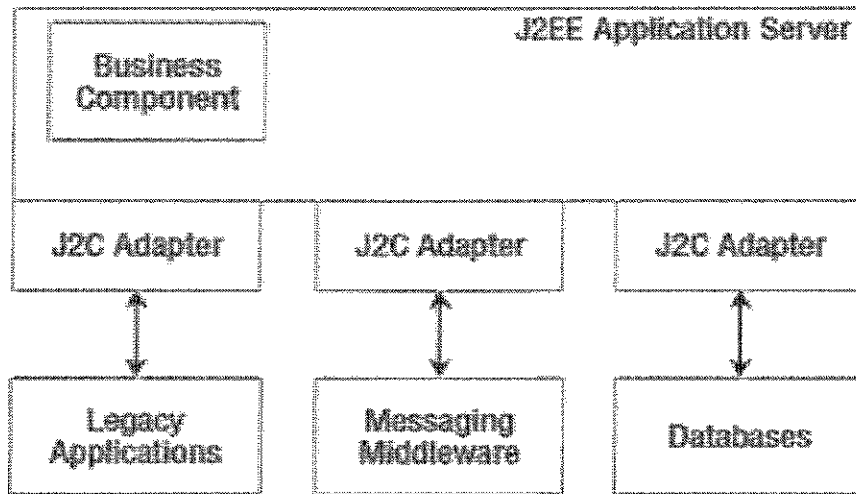 J2EE Application Server
Business
Component
J2C Adapter
J2C Adapter
J2C Adapter
Legacy
Applications
Messaging
Middleware
Databases